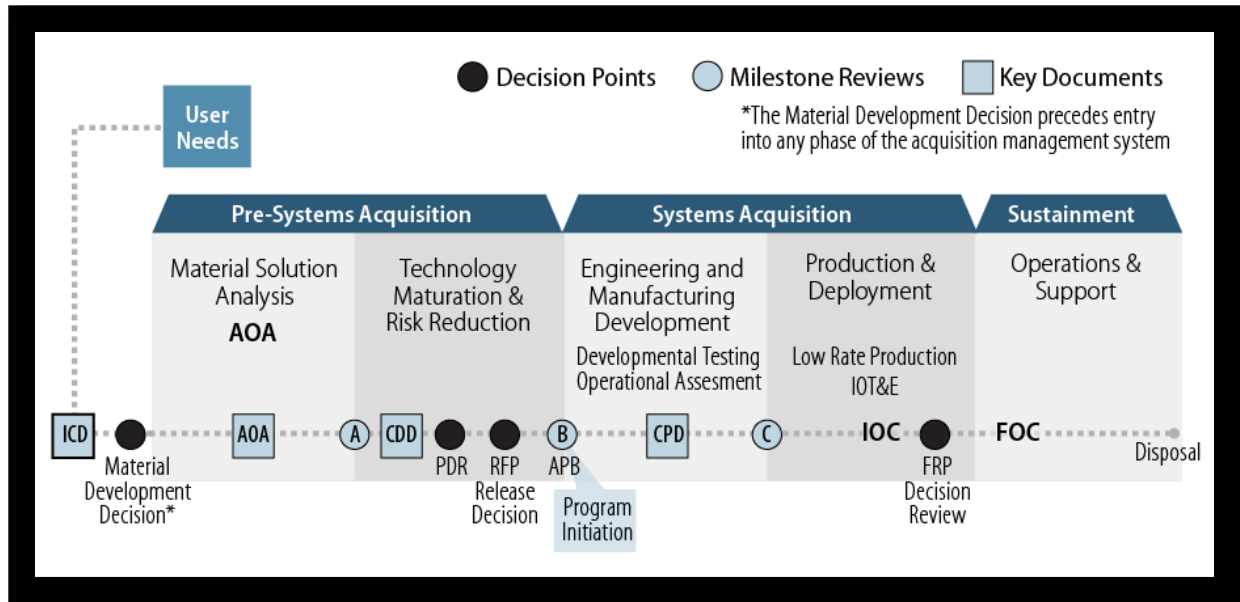 Decision Points
Milestone Reviews
Key Documents
*The Material Development Decision precedes entry
into any phase of the acquisition management system
User
Needs
Pre-Systems Acquisition
Systems Acquisition
Sustainment
Material Solution
Analysis
AOA
Technology
Maturation &
Risk Reduction
Engineering and
Manufacturing
Development
Developmental Testing
Operational Assesment
Production &
Deployment
Low Rate Production
IOT&E
Operations &
Support
ICD
AOA
A
CDD
B
CPD
C
IOC
FOC
Material
Development
Decision*
PDR
RFP
Release
Decision
APB
Program
Initiation
FRP
Decision
Review
Disposal